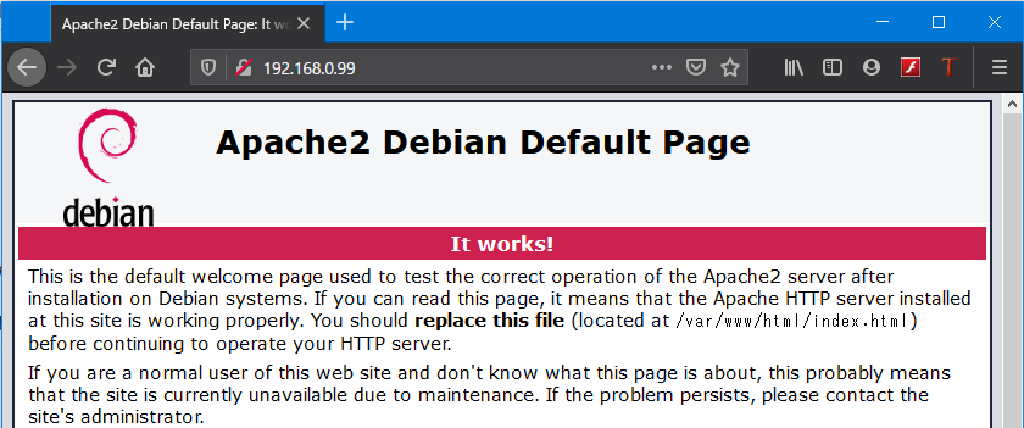 Apache2 Debian Default Page: It wo
192.168.0.99
debian
Apache2 Debian Default Page
It works!
This is the default welcome page used to test the correct operation of the Apache2 server after
installation on Debian systems. If you can read this page, it means that the Apache HTTP server installed
at this site is working properly. You should replace this file (located at /var/www/html/index.html)
before continuing to operate your HTTP server.
If you are a normal user of this web site and don't know what this page is about, this probably means
that the site is currently unavailable due to maintenance. If the problem persists, please contact the
site's administrator.